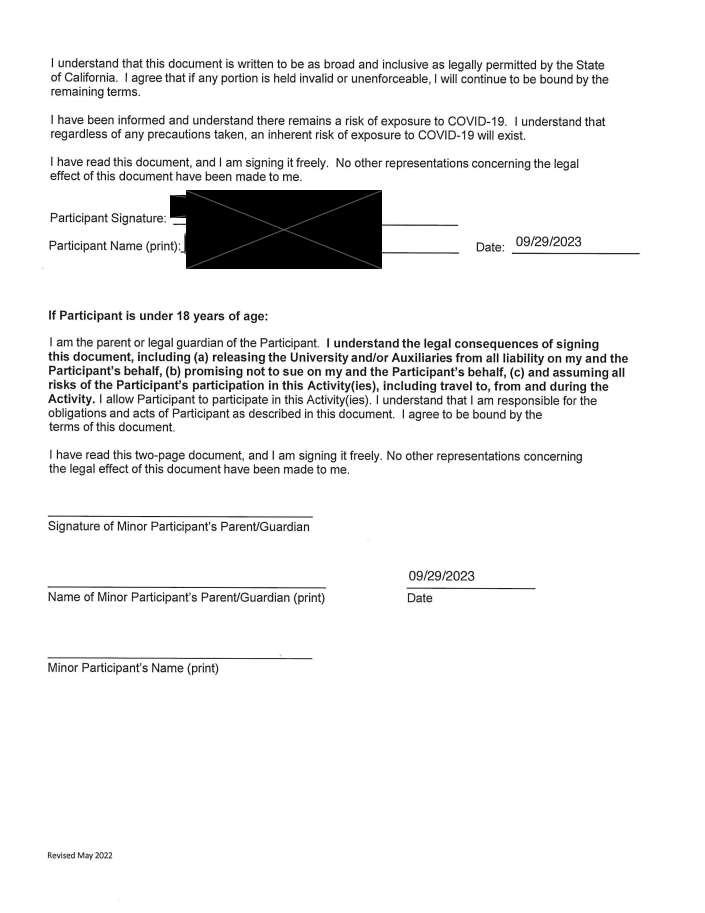 I understand that this document is written to be as broad and inclusive as legally permitted by the State
of California. I agree that if any portion is held invalid or unenforceable, I will continue to be bound by the
remaining terms.
I have been informed and understand there remains a risk of exposure to COVID-19. I understand that
regardless of any precautions taken, an inherent risk of exposure to COVID-19 will exist.
I have read this document, and I am signing it freely. No other representations concerning the legal
effect of this document have been made to me.
Participant Signature:
Participant Name (print): Date: 09/29/2023
If Participant is under 18 years of age:
I am the parent or legal guardian of the Participant. I understand the legal consequences of signing
this document, including (a) releasing the University and/or Auxiliaries from all liability on my and the
Participant's behalf, (b) promising not to sue on my and the Participant's behalf, (c) and assuming all
risks of the Participant's participation in this Activity(ies), including travel to, from and during the
Activity. I allow Participant to participate in this Activity(ies). I understand that I am responsible for the
obligations and acts of Participant as described in this document. I agree to be bound by the
terms of this document.
I have read this two-page document, and I am signing it freely. No other representations concerning
the legal effect of this document have been made to me.
Signature of Minor Participant's Parent/Guardian
09/29/2023
Name of Minor Participant's Parent/Guardian (print) Date
Minor Participant's Name (print)
Revised May 2022